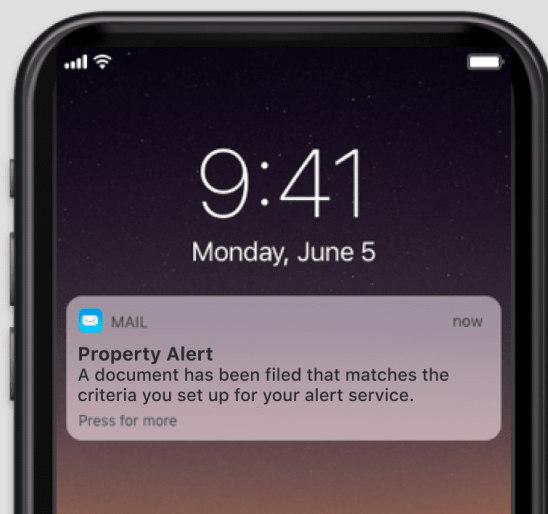 9:41
Monday, June 5
MAIL
now
Property Alert
A document has been filed that matches the
criteria you set up for your alert service.
Press for more